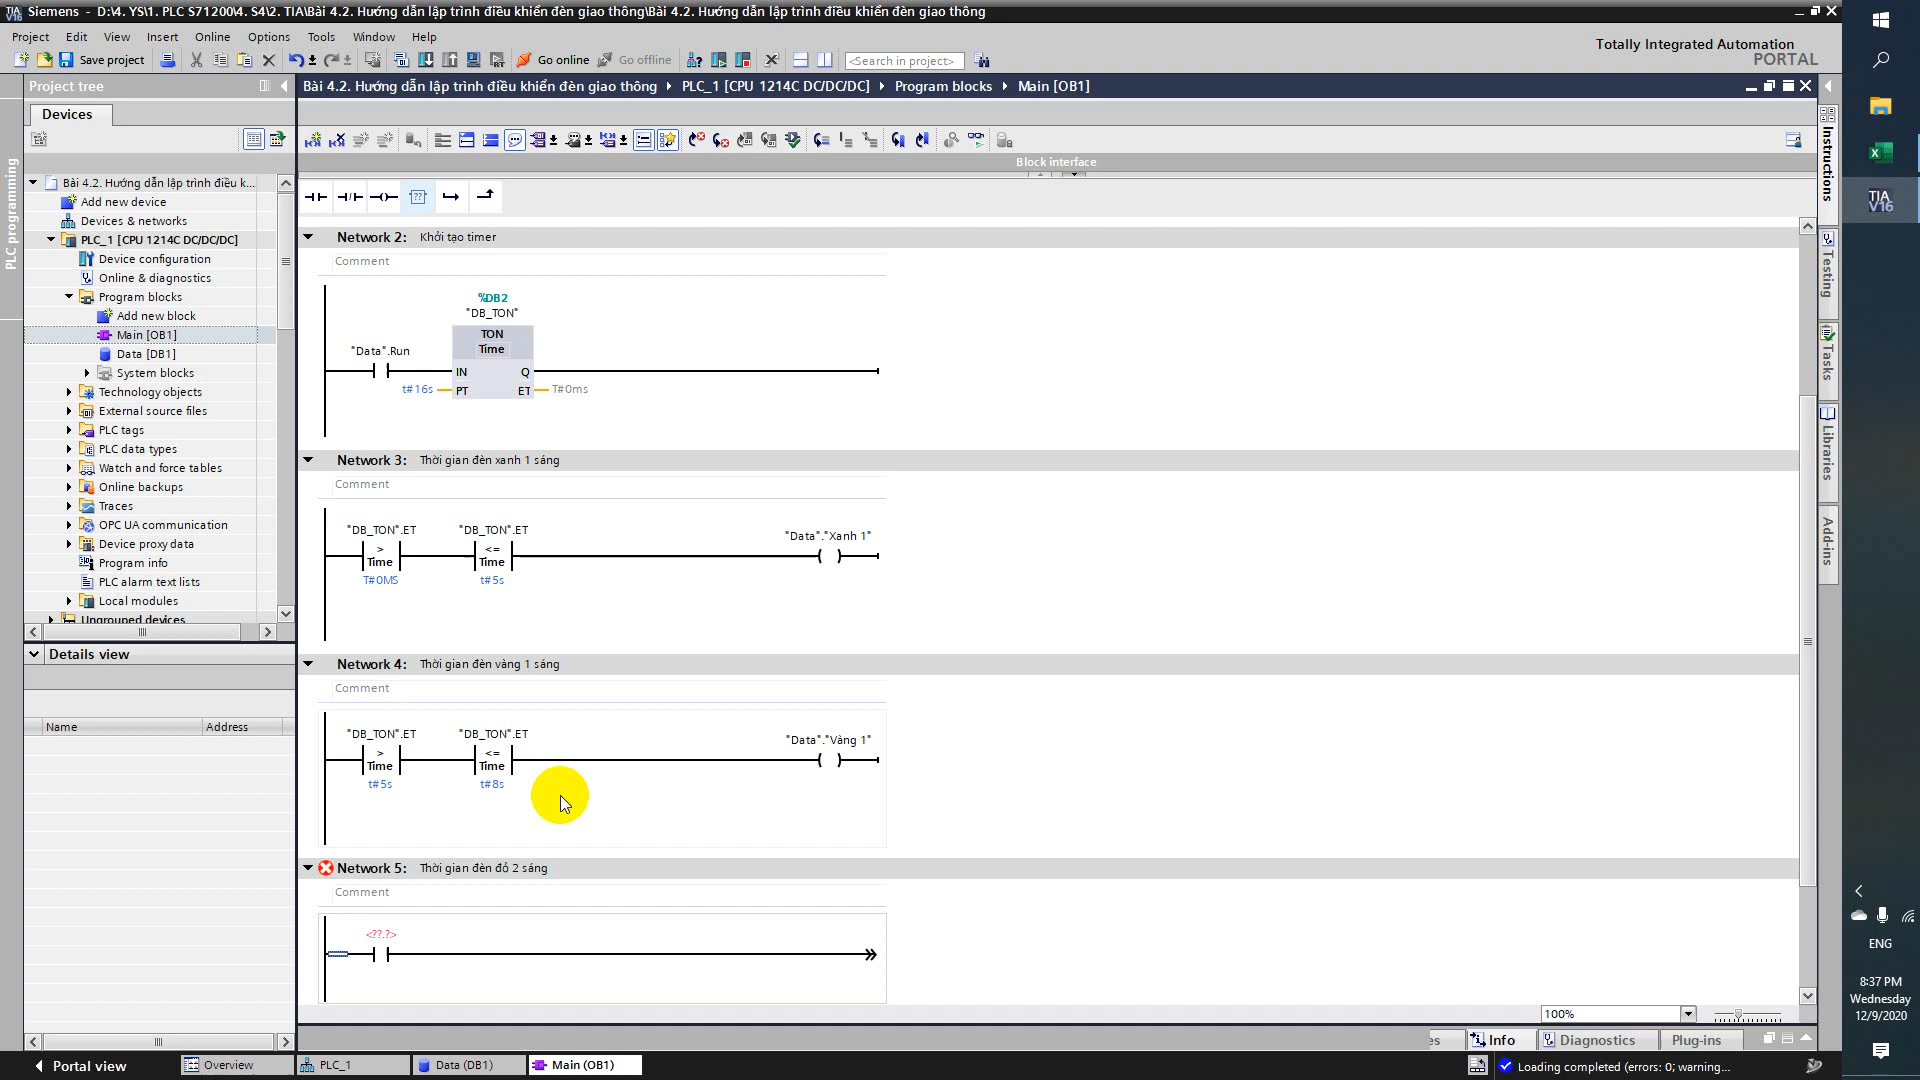 Siemens - D:\4. YS\1. PLC S71200\4. S4\2. TIA\Bài 4.2. Hướng dẫn lập trình điều khiển đèn giao thông\Bài 4.2. Hướng dẫn lập trình điều khiển đèn giao thông
Project Edit View Insert Online Options Tools Window Help
Totally Integrated Automation
PORTAL
Save project
Go online
Go offline
<Search in project>
Project tree
Bài 4.2. Hướng dẫn lập trình điều khiển đèn giao thông
PLC_1 [CPU 1214C DC/DC/DC]
Program blocks
Main [OB1]
Devices
PLC programming
Block interface
Bài 4.2. Hướng dẫn lập trình điều k...
Add new device
Devices & networks
PLC_1 [CPU 1214C DC/DC/DC]
Device configuration
Online & diagnostics
Program blocks
Add new block
Main [OB1]
Data [DB1]
System blocks
Technology objects
External source files
PLC tags
PLC data types
Watch and force tables
Online backups
Traces
OPC UA communication
Device proxy data
Program info
PLC alarm text lists
Local modules
Ungrouped devices
Details view
Name Address
Network 2: Khởi tạo timer
Comment
%DB2
"DB_TON"
TON
Time
"Data".Run
IN Q
t#16s PT ET T#0ms
Network 3: Thời gian đèn xanh 1 sáng
Comment
"DB_TON".ET "DB_TON".ET "Data"."Xanh 1"
> <=
Time Time
T#0MS t#5s
Network 4: Thời gian đèn vàng 1 sáng
Comment
"DB_TON".ET "DB_TON".ET "Data"."Vàng 1"
> <=
Time Time
t#5s t#8s
Network 5: Thời gian đèn đỏ 2 sáng
Comment
<??.?>
100%
Instructions
Testing
Tasks
Libraries
Add-ins
es
Info
Diagnostics
Plug-ins
Portal view
Overview
PLC_1
Data (DB1)
Main (OB1)
Loading completed (errors: 0; warning...
TIA
V16
ENG
8:37 PM
Wednesday
12/9/2020